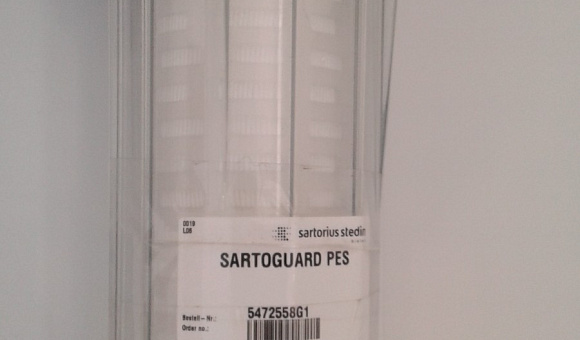 0019
L08
sartorius stedim
SARTOGUARD PES
Bestell-Nr.: 5472558G1
Order no.: